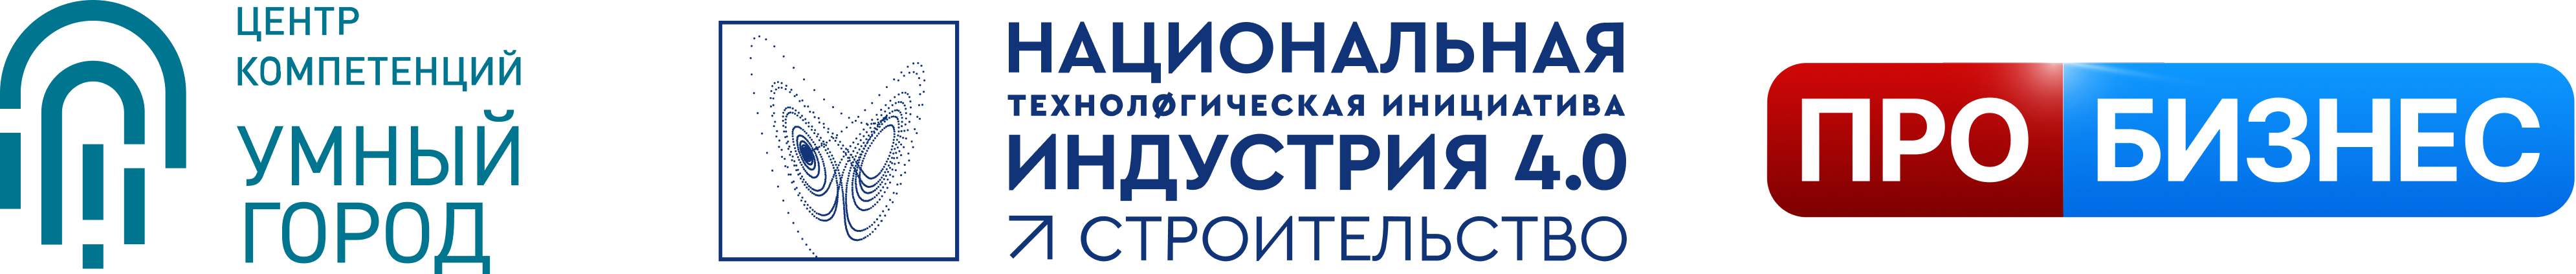 ЦЕНТР
КОМПЕТЕНЦИЙ
УМНЫЙ
ГОРОД
НАЦИОНАЛЬНАЯ
ТЕХНОЛØГИЧЕСКАЯ ИНИЦИАТИВА
ИНДУСТРИЯ 4.0
СТРОИТЕЛЬСТВО
ПРО БИЗНЕС